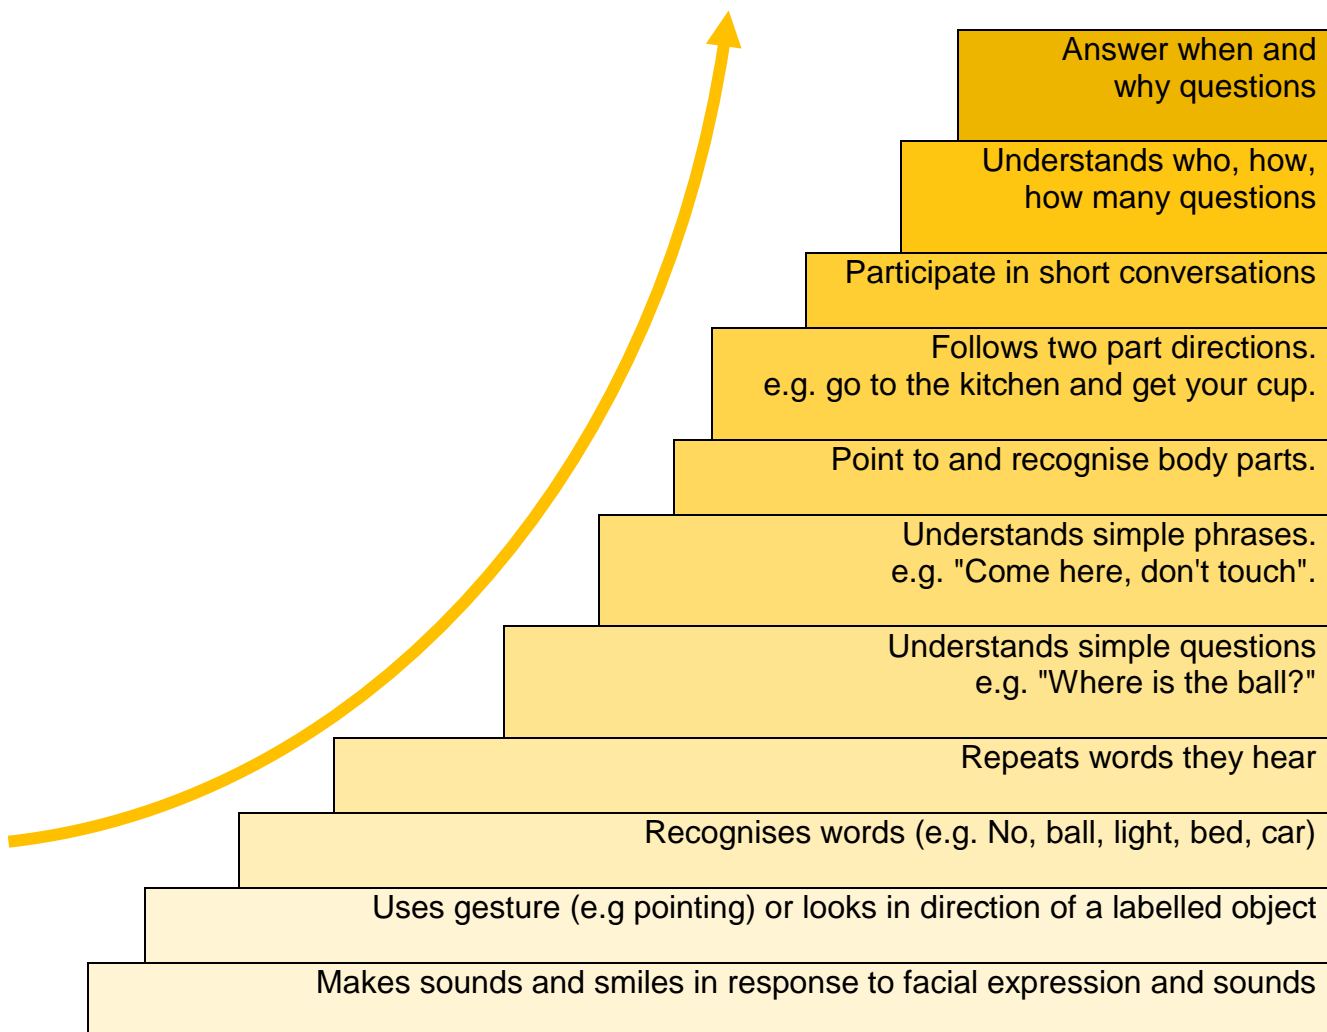 Answer when and
why questions
Understands who, how,
how many questions
Participate in short conversations
Follows two part directions.
e.g. go to the kitchen and get your cup.
Point to and recognise body parts.
Understands simple phrases.
e.g. "Come here, don't touch".
Understands simple questions
e.g. "Where is the ball?"
Repeats words they hear
Recognises words (e.g. No, ball, light, bed, car)
Uses gesture (e.g pointing) or looks in direction of a labelled object
Makes sounds and smiles in response to facial expression and sounds